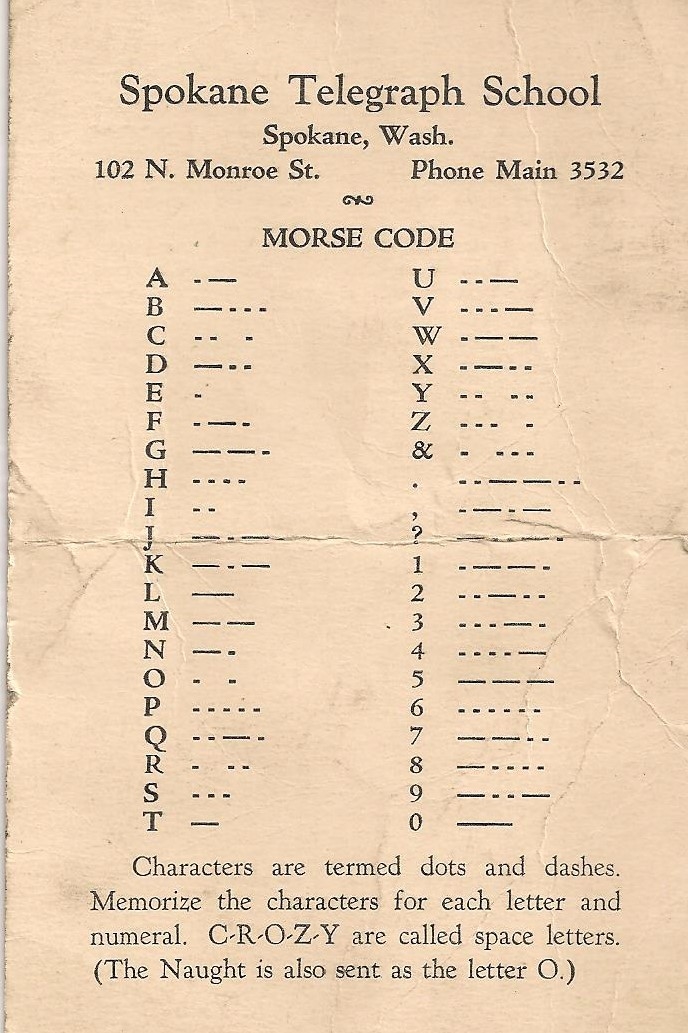 Spokane Telegraph School
Spokane, Wash.
102 N. Monroe St. Phone Main 3532
MORSE CODE
A - — U - - —
B — - - - V - - - —
C - -  - W - — —
D — - - X - — - -
E - Y - -  - -
F - — - Z - - -  -
G — — - & -  - - -
H - - - - . - - — — - -
I - - , - — - —
J — - — - ? — - - — -
K — - — 1 - — — -
L — 2 - - — - -
M — — 3 - - - — -
N — - 4 - - - - —
O -  - 5 — — —
P - - - - - 6 - - - - - -
Q - - — - 7 — — - -
R -  - - 8 — - - - -
S - - - 9 — - - —
T — 0 —
Characters are termed dots and dashes.
Memorize the characters for each letter and
numeral. C-R-O-Z-Y are called space letters.
(The Naught is also sent as the letter O.)